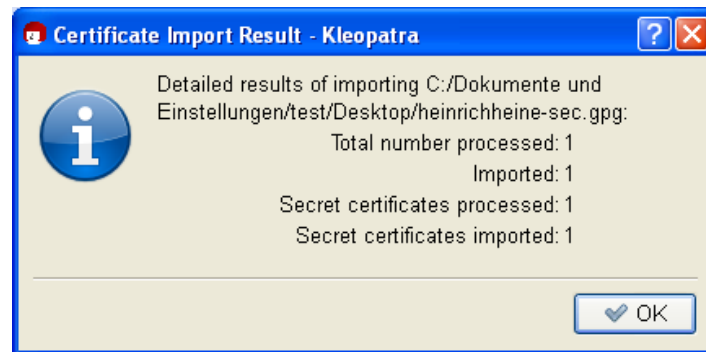 Certificate Import Result - Kleopatra
Detailed results of importing C:/Dokumente und
Einstellungen/test/Desktop/heinrichheine-sec.gpg:
Total number processed: 1
Imported: 1
Secret certificates processed: 1
Secret certificates imported: 1
OK